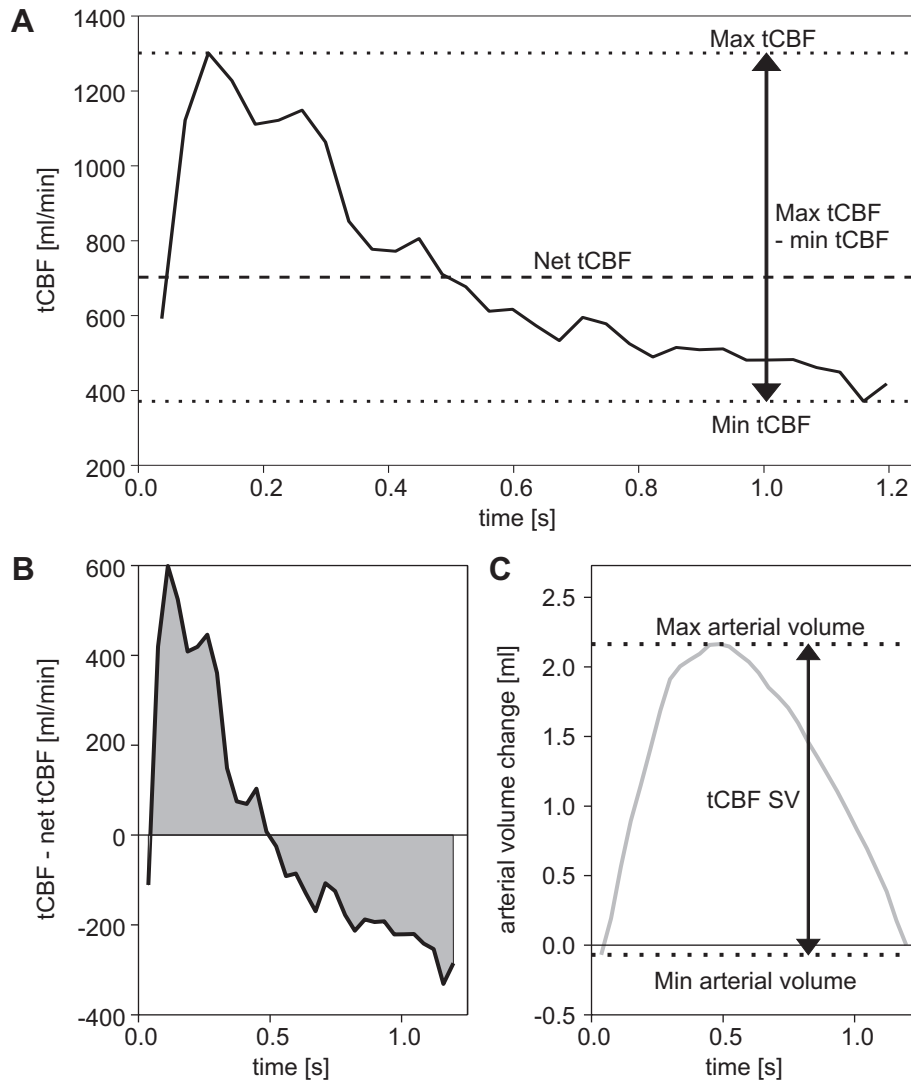 A
1400
1200
1000
800
600
400
200
tCBF [ml/min]
Max tCBF
Max tCBF
- min tCBF
Net tCBF
Min tCBF
0.0 0.2 0.4 0.6 0.8 1.0 1.2
time [s]
B
600
400
200
0
-200
-400
tCBF - net tCBF [ml/min]
0.0 0.5 1.0
time [s]
C
2.5
2.0
1.5
1.0
0.5
0.0
-0.5
arterial volume change [ml]
Max arterial volume
tCBF SV
Min arterial volume
0.0 0.5 1.0
time [s]